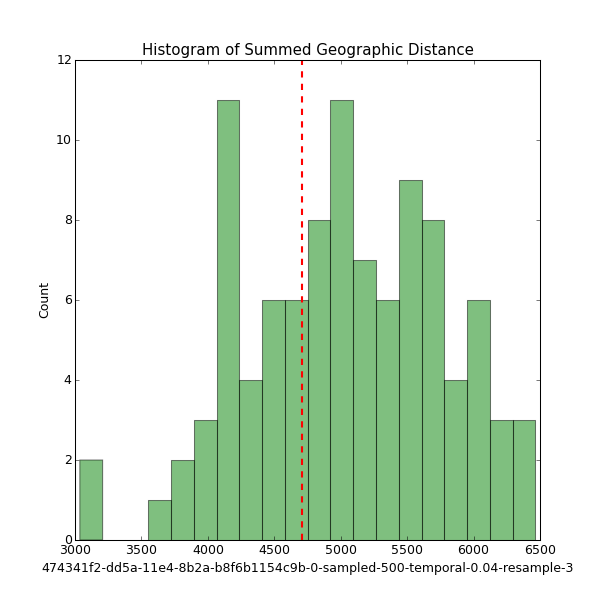 Histogram of Summed Geographic Distance
12
10
8
6
4
2
0
Count
3000 3500 4000 4500 5000 5500 6000 6500
474341f2-dd5a-11e4-8b2a-b8f6b1154c9b-0-sampled-500-temporal-0.04-resample-3